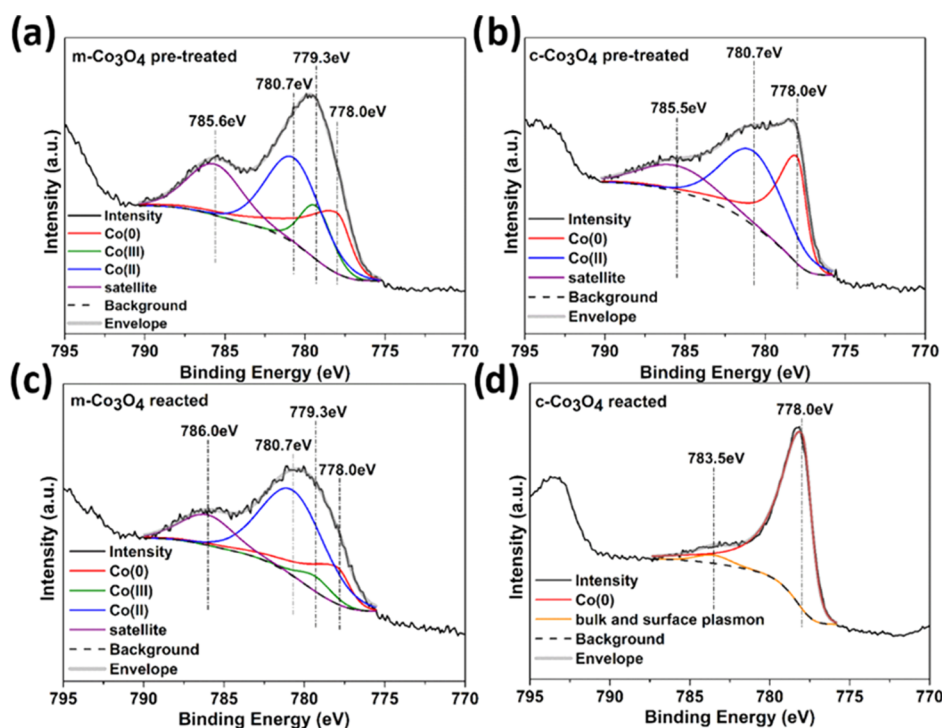 (a)
m-Co3O4 pre-treated
779.3eV
780.7eV
778.0eV
785.6eV
Intensity (a.u.)
Intensity
Co(0)
Co(III)
Co(II)
satellite
Background
Envelope
795 790 785 780 775 770
Binding Energy (eV)
(b)
c-Co3O4 pre-treated
780.7eV
778.0eV
785.5eV
Intensity (a.u.)
Intensity
Co(0)
Co(II)
satellite
Background
Envelope
795 790 785 780 775 770
Binding Energy (eV)
(c)
m-Co3O4 reacted
779.3eV
786.0eV
780.7eV
778.0eV
Intensity (a.u.)
Intensity
Co(0)
Co(III)
Co(II)
satellite
Background
Envelope
795 790 785 780 775 770
Binding Energy (eV)
(d)
c-Co3O4 reacted
778.0eV
783.5eV
Intensity (a.u.)
Intensity
Co(0)
bulk and surface plasmon
Background
Envelope
795 790 785 780 775 770
Binding Energy (eV)